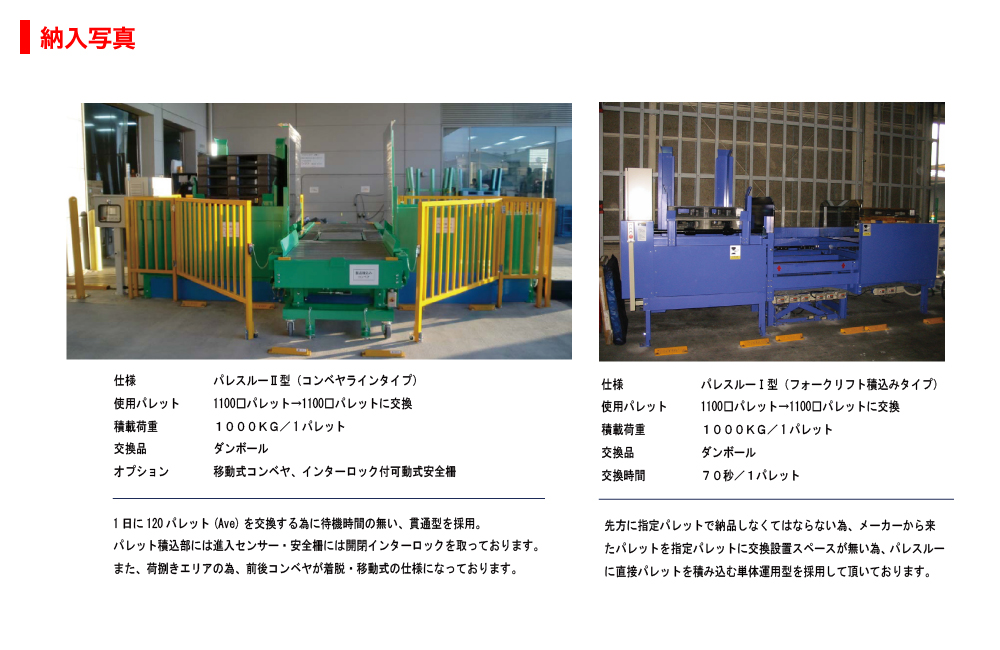 納入写真
仕様 パレスルーⅡ型（コンベヤラインタイプ）
使用パレット 1100□パレット→1100□パレットに交換
積載荷重 １０００ＫＧ／１パレット
交換品 ダンボール
オプション 移動式コンベヤ、インターロック付可動式安全柵
1日に120パレット(Ave)を交換する為に待機時間の無い、貫通型を採用。
パレット積込部には進入センサー・安全柵には開閉インターロックを取っております。
また、荷捌きエリアの為、前後コンベヤが着脱・移動式の仕様になっております。
仕様 パレスルーⅠ型（フォークリフト積込みタイプ）
使用パレット 1100□パレット→1100□パレットに交換
積載荷重 １０００ＫＧ／１パレット
交換品 ダンボール
交換時間 ７０秒／１パレット
先方に指定パレットで納品しなくてはならない為、メーカーから来
たパレットを指定パレットに交換設置スペースが無い為、パレスルー
に直接パレットを積み込む単体運用型を採用して頂いております。